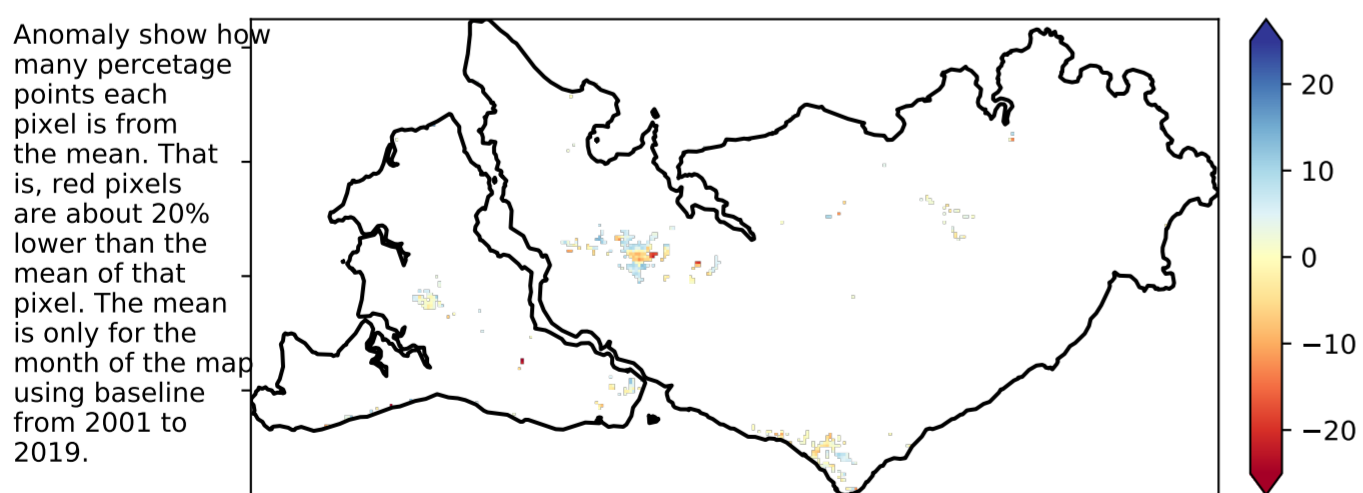 Anomaly show how
many percetage
points each
pixel is from
the mean. That
is, red pixels
are about 20%
lower than the
mean of that
pixel. The mean
is only for the
month of the map
using baseline
from 2001 to
2019.
20
10
0
−10
−20